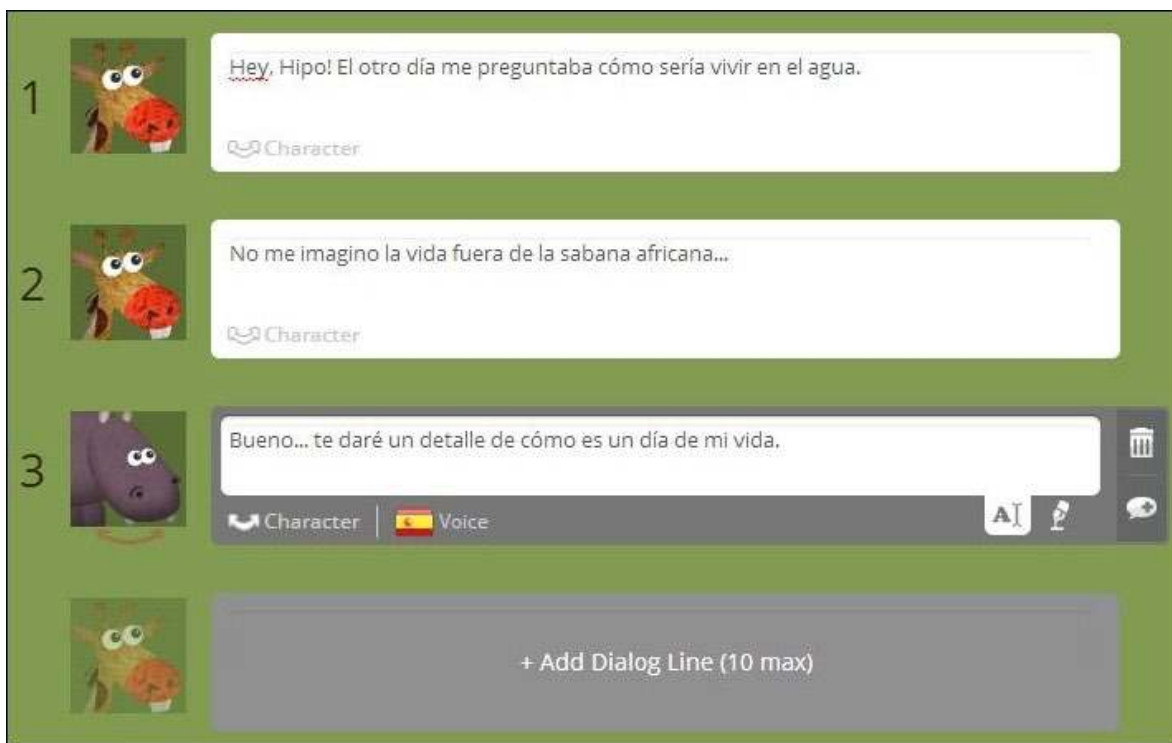 1
Hey, Hipo! El otro día me preguntaba cómo sería vivir en el agua.
Character
2
No me imagino la vida fuera de la sabana africana...
Character
3
Bueno... te daré un detalle de cómo es un día de mi vida.
Character
Voice
A
+ Add Dialog Line (10 max)